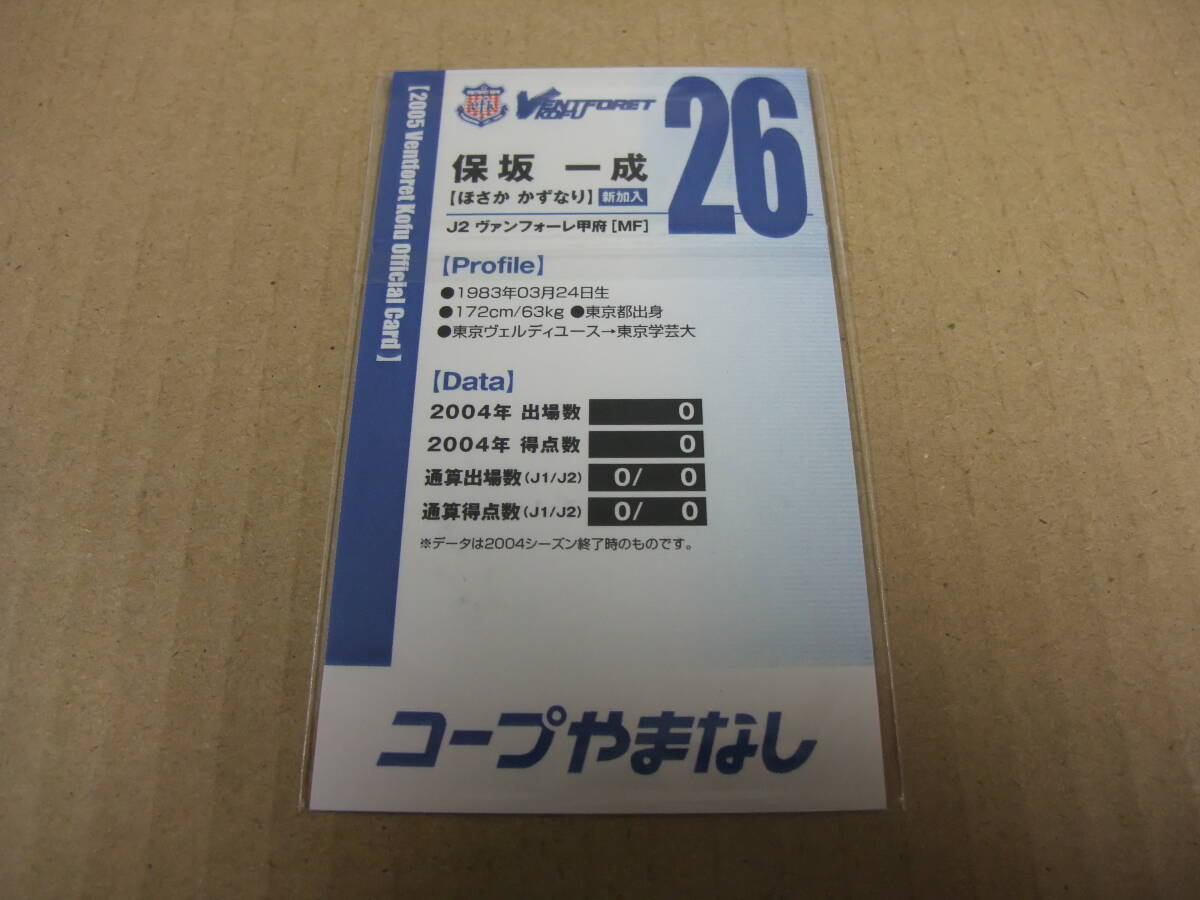 【2005 Ventforet Kofu Official Card】
VFK
VENTFORET
KOFU
26
保坂 一成
【ほさか かずなり】 新加入
J2 ヴァンフォーレ甲府 [MF]
【Profile】
●1983年03月24日生
●172cm/63kg ●東京都出身
●東京ヴェルディユース→東京学芸大
【Data】
2004年 出場数 0
2004年 得点数 0
通算出場数(J1/J2) 0/ 0
通算得点数(J1/J2) 0/ 0
※データは2004シーズン終了時のものです。
コープやまなし